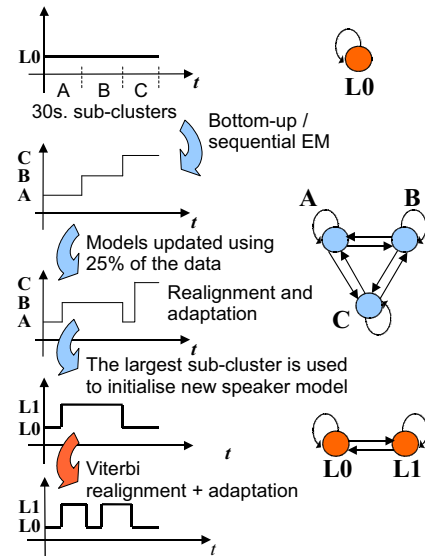 L0
A B C t
30s. sub-clusters
L0
Bottom-up /
sequential EM
C
B
A
t
A B
C
Models updated using
25% of the data
C
B
A
Realignment and
adaptation
t
The largest sub-cluster is used
to initialise new speaker model
L1
L0
t
L0 L1
Viterbi
realignment + adaptation
L1
L0
t